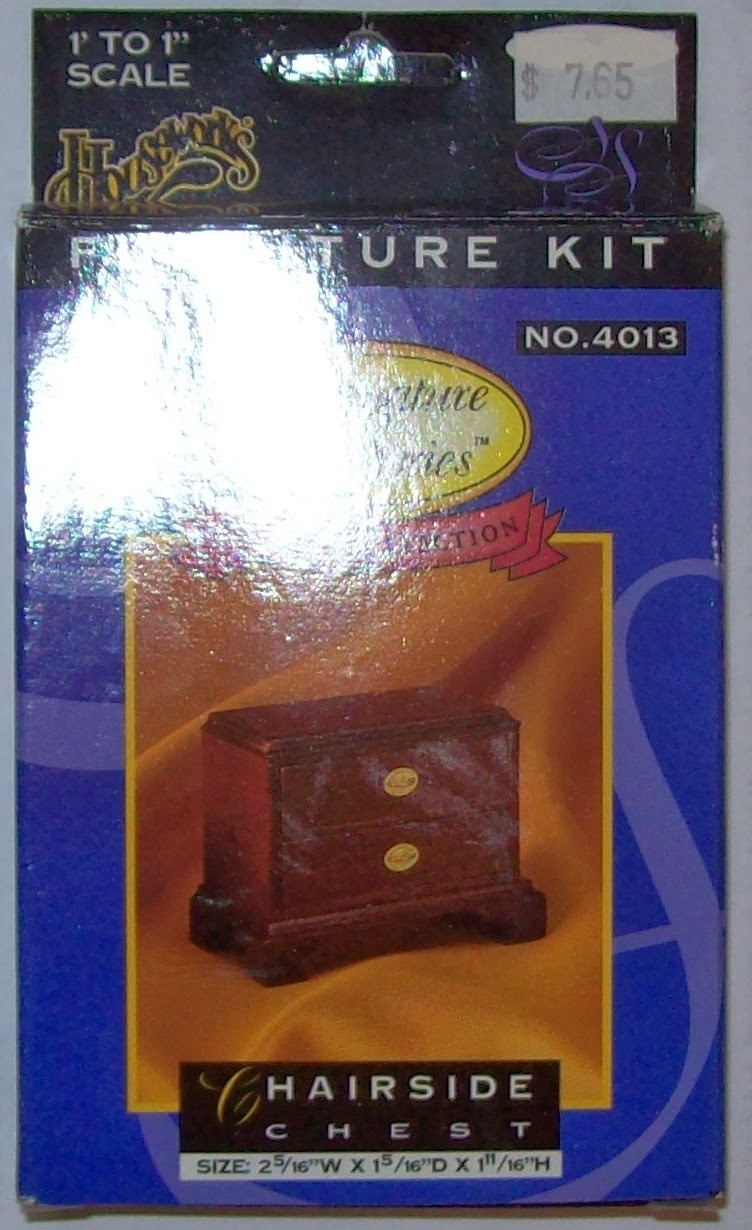 1' TO 1"
SCALE
$ 7.65
Houseworks
KIT
NO.4013
CHAIRSIDE
CHEST
SIZE: 2 5/16"W X 1 5/16"D X 1 11/16"H